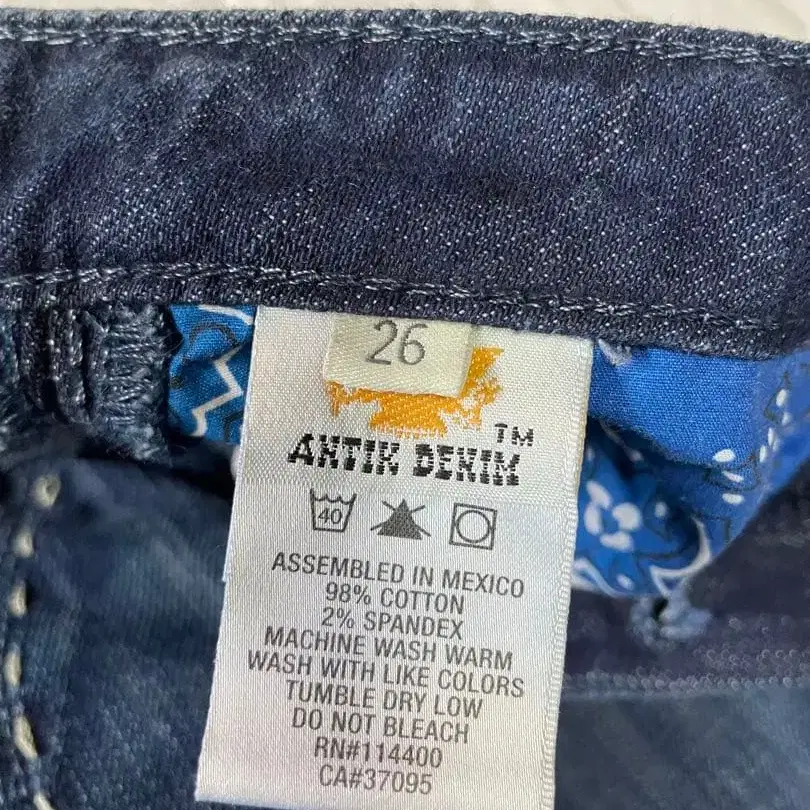 26
ANTIK DENIM™
40
ASSEMBLED IN MEXICO
98% COTTON
2% SPANDEX
MACHINE WASH WARM
WASH WITH LIKE COLORS
TUMBLE DRY LOW
DO NOT BLEACH
RN#114400
CA#37095